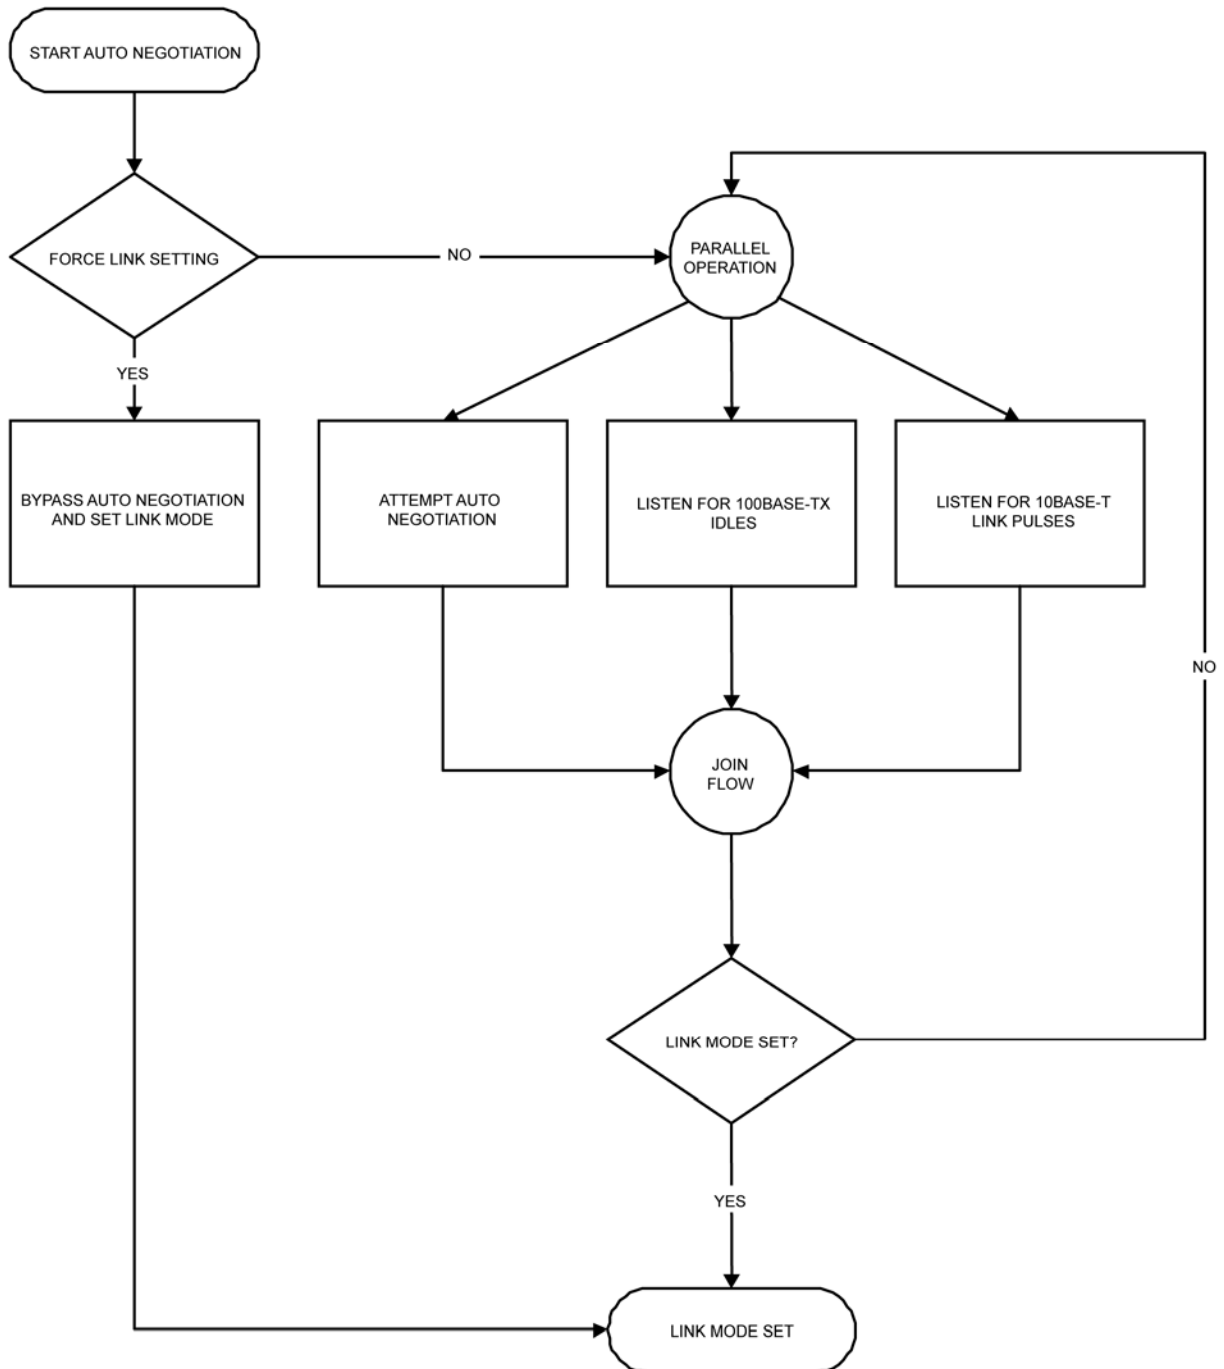 START AUTO NEGOTIATION
FORCE LINK SETTING
NO
PARALLEL
OPERATION
YES
BYPASS AUTO NEGOTIATION
AND SET LINK MODE
ATTEMPT AUTO
NEGOTIATION
LISTEN FOR 100BASE-TX
IDLES
LISTEN FOR 10BASE-T
LINK PULSES
NO
JOIN
FLOW
LINK MODE SET?
YES
LINK MODE SET